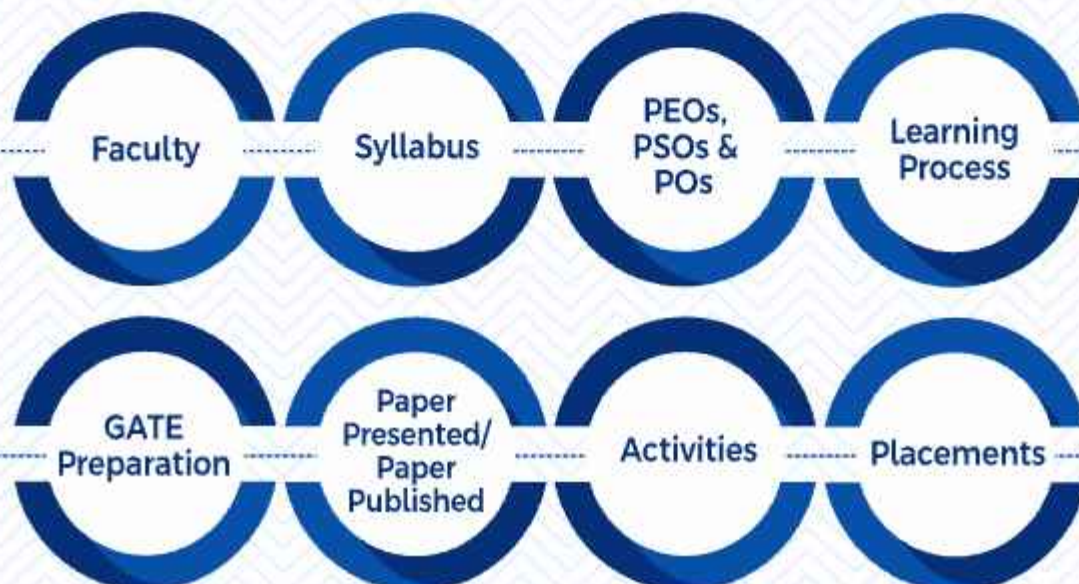 Faculty
Syllabus
PEOs,
PSOs &
POs
Learning
Process
GATE
Preparation
Paper
Presented/
Paper
Published
Activities
Placements